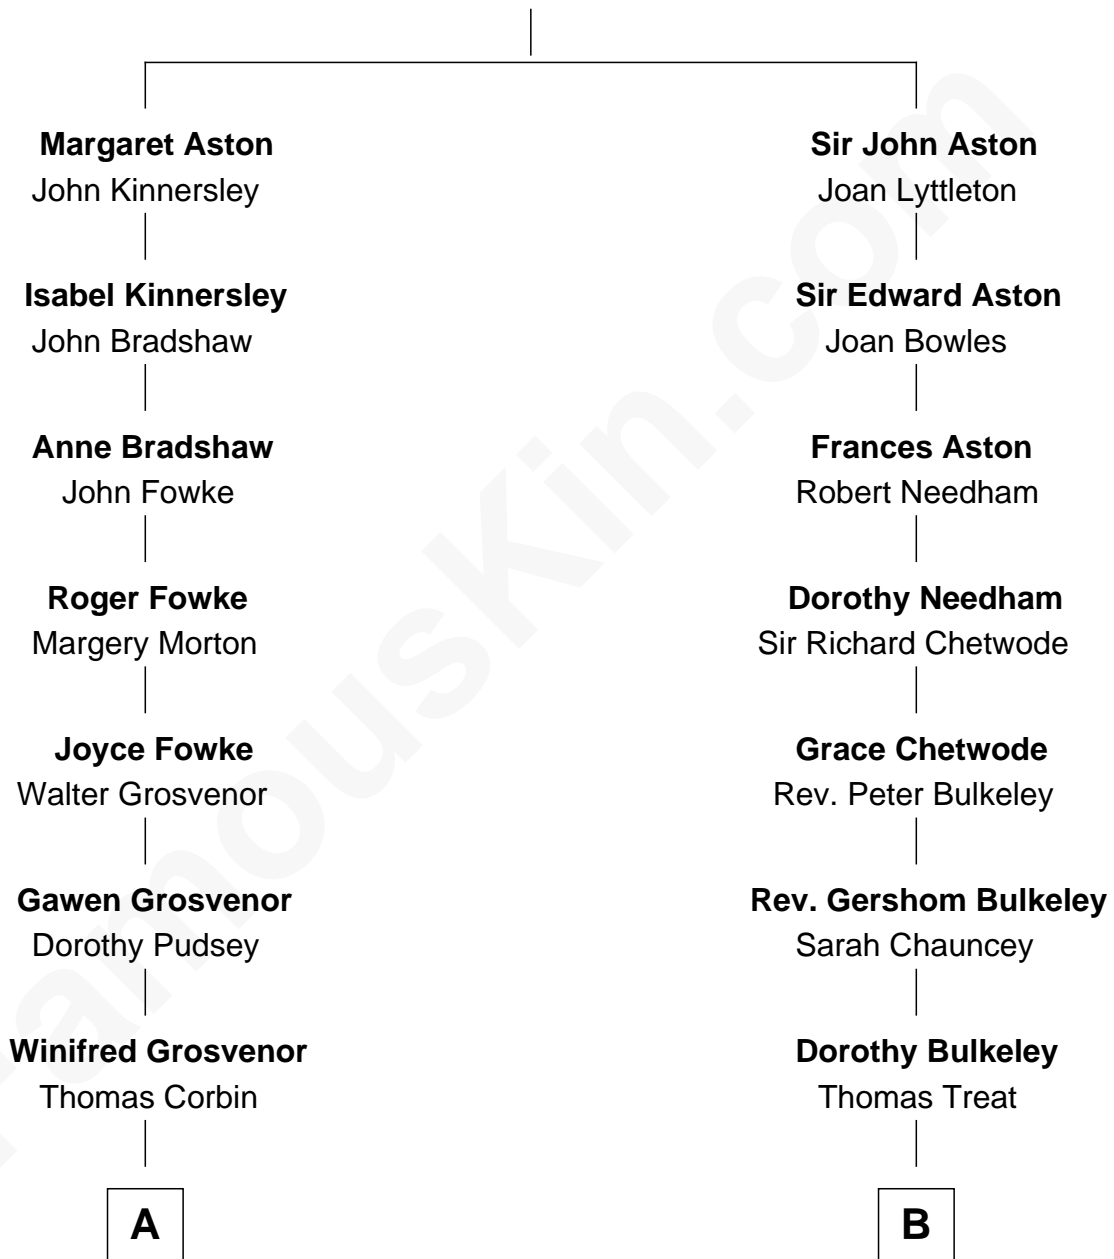 Margaret Aston
John Kinnersley
Isabel Kinnersley
John Bradshaw
Anne Bradshaw
John Fowke
Roger Fowke
Margery Morton
Joyce Fowke
Walter Grosvenor
Gawen Grosvenor
Dorothy Pudsey
Winifred Grosvenor
Thomas Corbin
A
Sir John Aston
Joan Lyttleton
Sir Edward Aston
Joan Bowles
Frances Aston
Robert Needham
Dorothy Needham
Sir Richard Chetwode
Grace Chetwode
Rev. Peter Bulkeley
Rev. Gershom Bulkeley
Sarah Chauncey
Dorothy Bulkeley
Thomas Treat
B
FamousKin.com